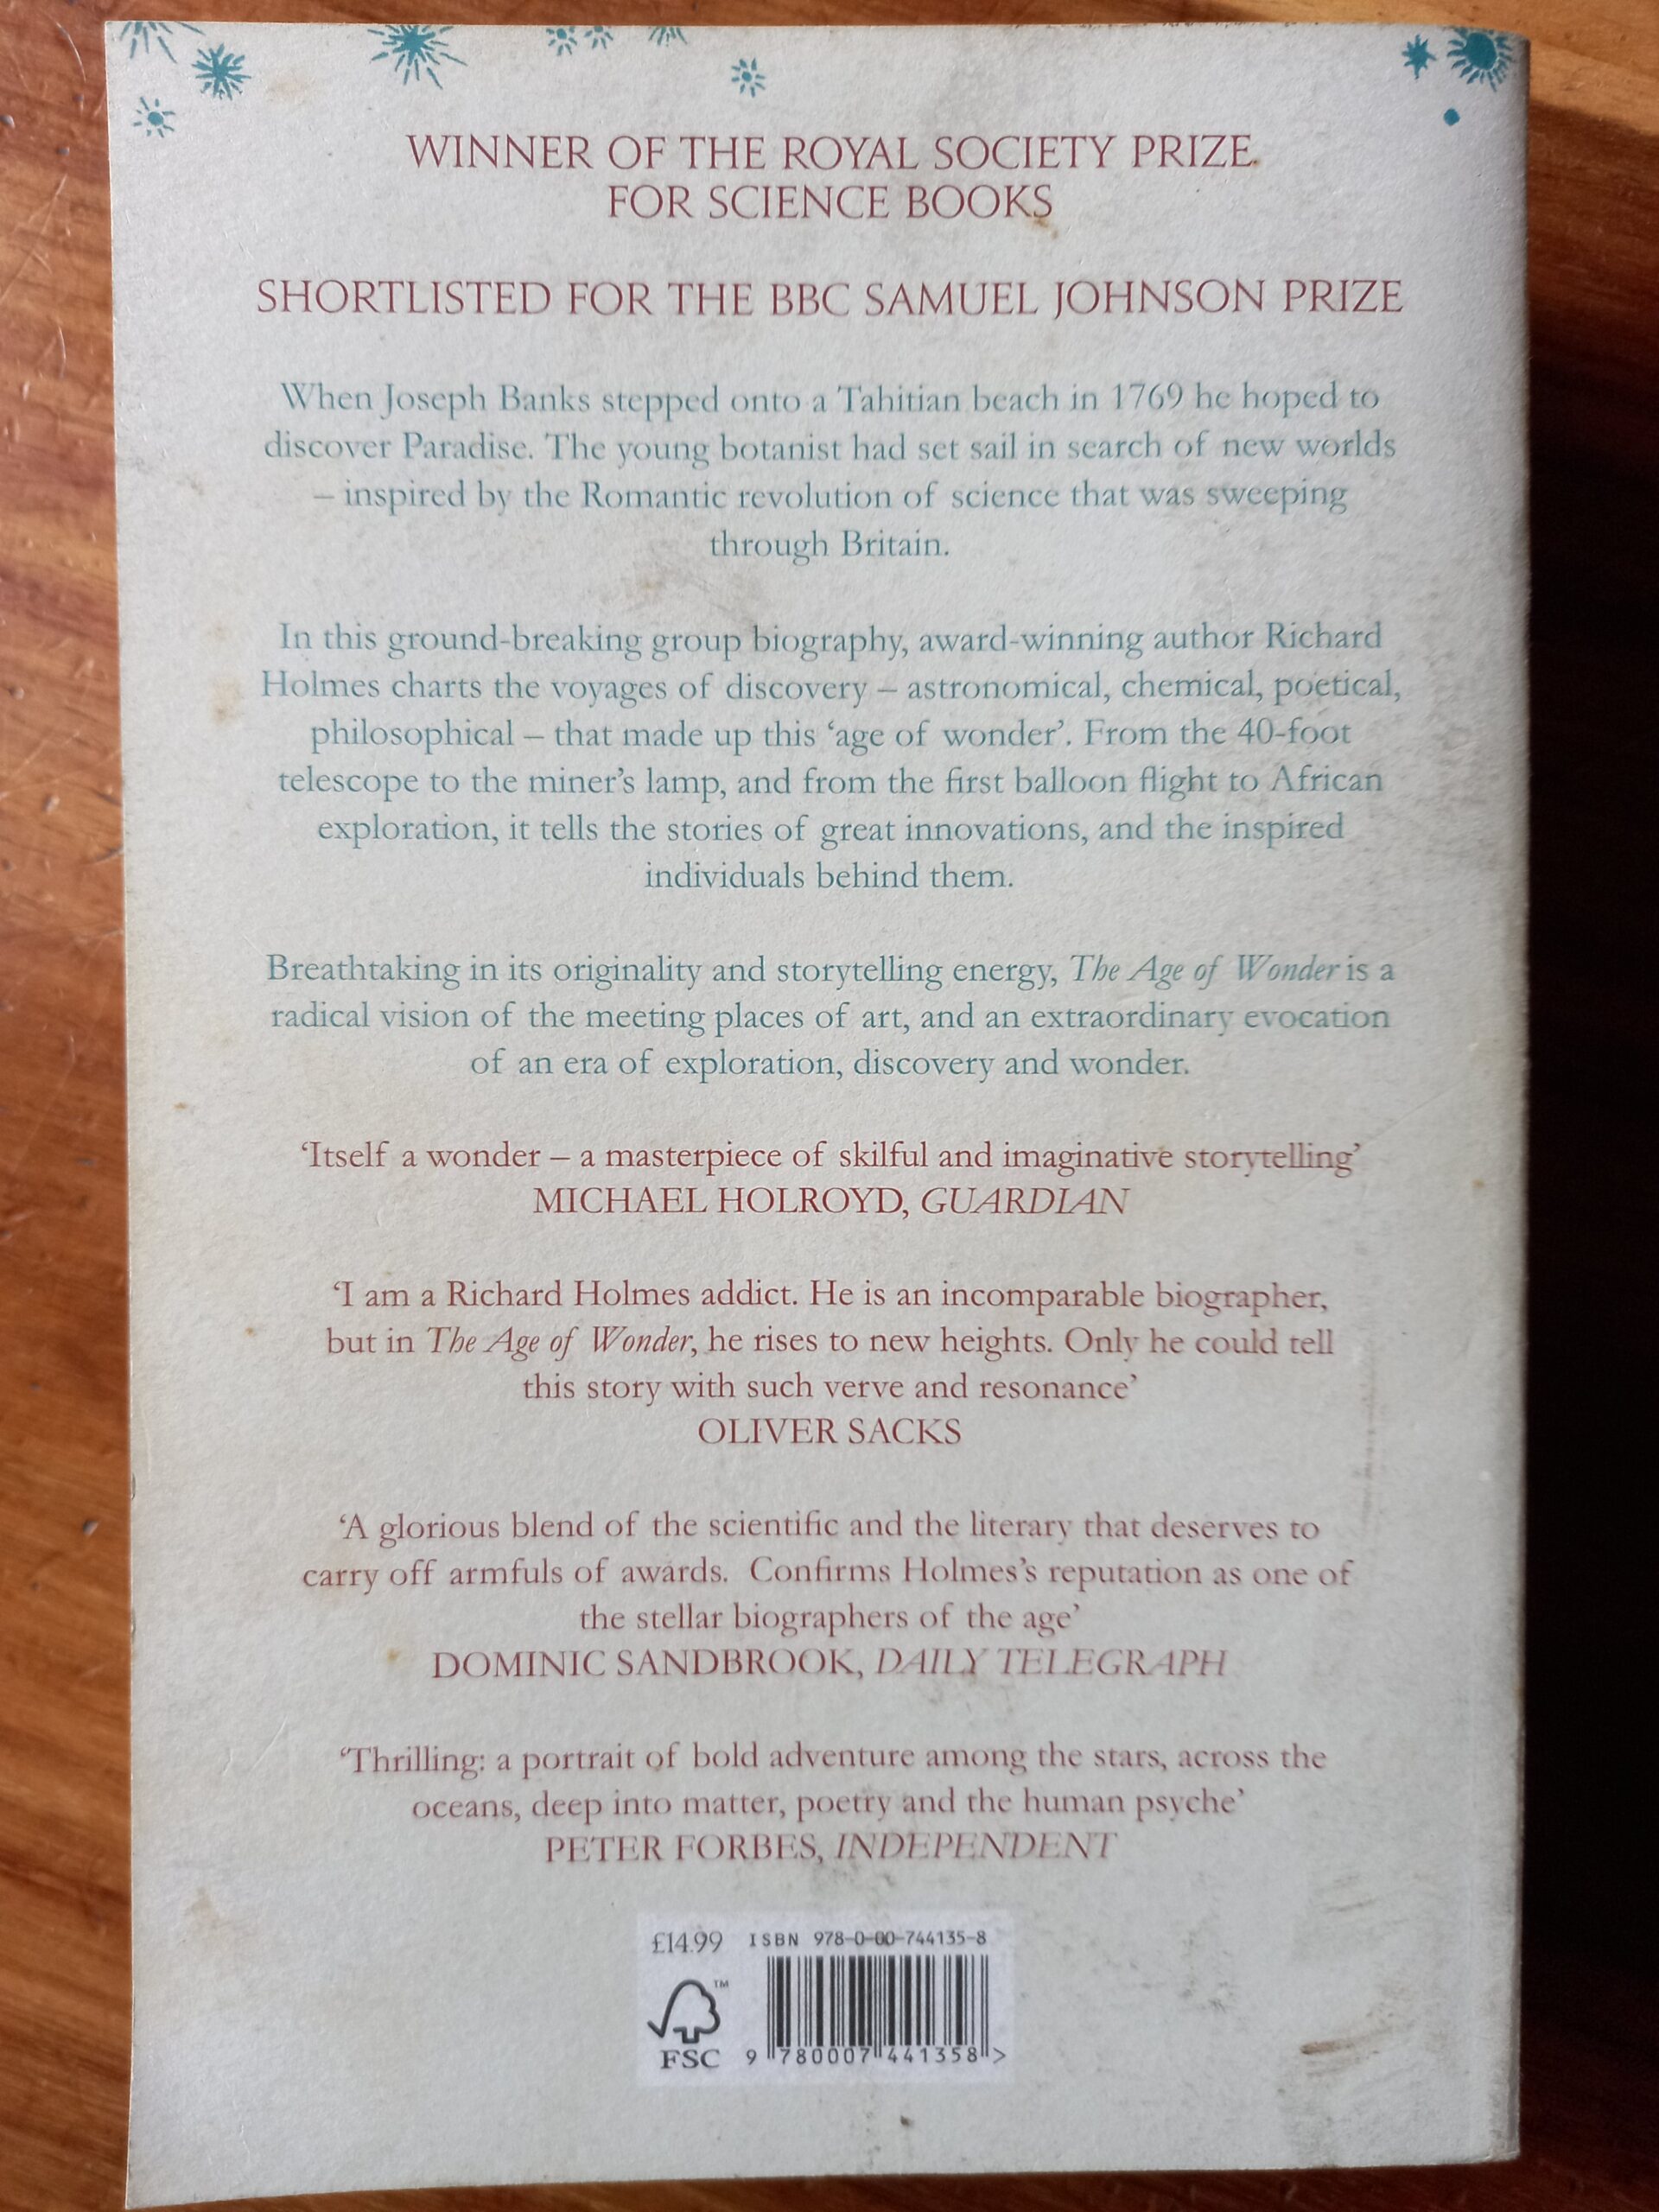 WINNER OF THE ROYAL SOCIETY PRIZE
FOR SCIENCE BOOKS
SHORTLISTED FOR THE BBC SAMUEL JOHNSON PRIZE
When Joseph Banks stepped onto a Tahitian beach in 1769 he hoped to
discover Paradise. The young botanist had set sail in search of new worlds
– inspired by the Romantic revolution of science that was sweeping
through Britain.
In this ground-breaking group biography, award-winning author Richard
Holmes charts the voyages of discovery – astronomical, chemical, poetical,
philosophical – that made up this ‘age of wonder’. From the 40-foot
telescope to the miner’s lamp, and from the first balloon flight to African
exploration, it tells the stories of great innovations, and the inspired
individuals behind them.
Breathtaking in its originality and storytelling energy, The Age of Wonder is a
radical vision of the meeting places of art, and an extraordinary evocation
of an era of exploration, discovery and wonder.
‘Itself a wonder – a masterpiece of skilful and imaginative storytelling’
MICHAEL HOLROYD, GUARDIAN
‘I am a Richard Holmes addict. He is an incomparable biographer,
but in The Age of Wonder, he rises to new heights. Only he could tell
this story with such verve and resonance’
OLIVER SACKS
‘A glorious blend of the scientific and the literary that deserves to
carry off armfuls of awards. Confirms Holmes’s reputation as one of
the stellar biographers of the age’
DOMINIC SANDBROOK, DAILY TELEGRAPH
‘Thrilling: a portrait of bold adventure among the stars, across the
oceans, deep into matter, poetry and the human psyche’
PETER FORBES, INDEPENDENT
£14.99 ISBN 978-0-00-744135-8
™
FSC 9 780007 441358 >